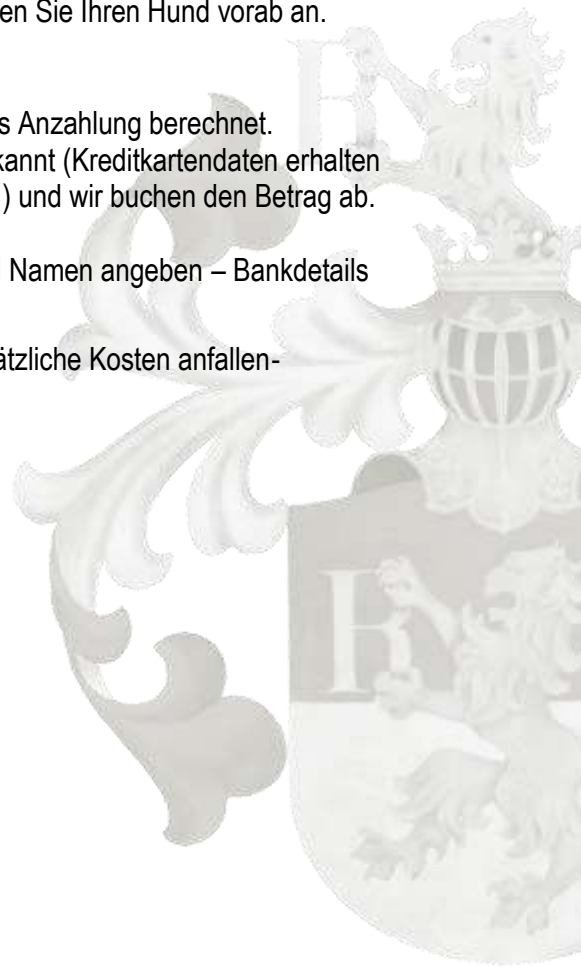 en Sie Ihren Hund vorab an.
s Anzahlung berechnet.
kannt (Kreditkartendaten erhalten
) und wir buchen den Betrag ab.
Namen angeben – Bankdetails
ätzliche Kosten anfallen-